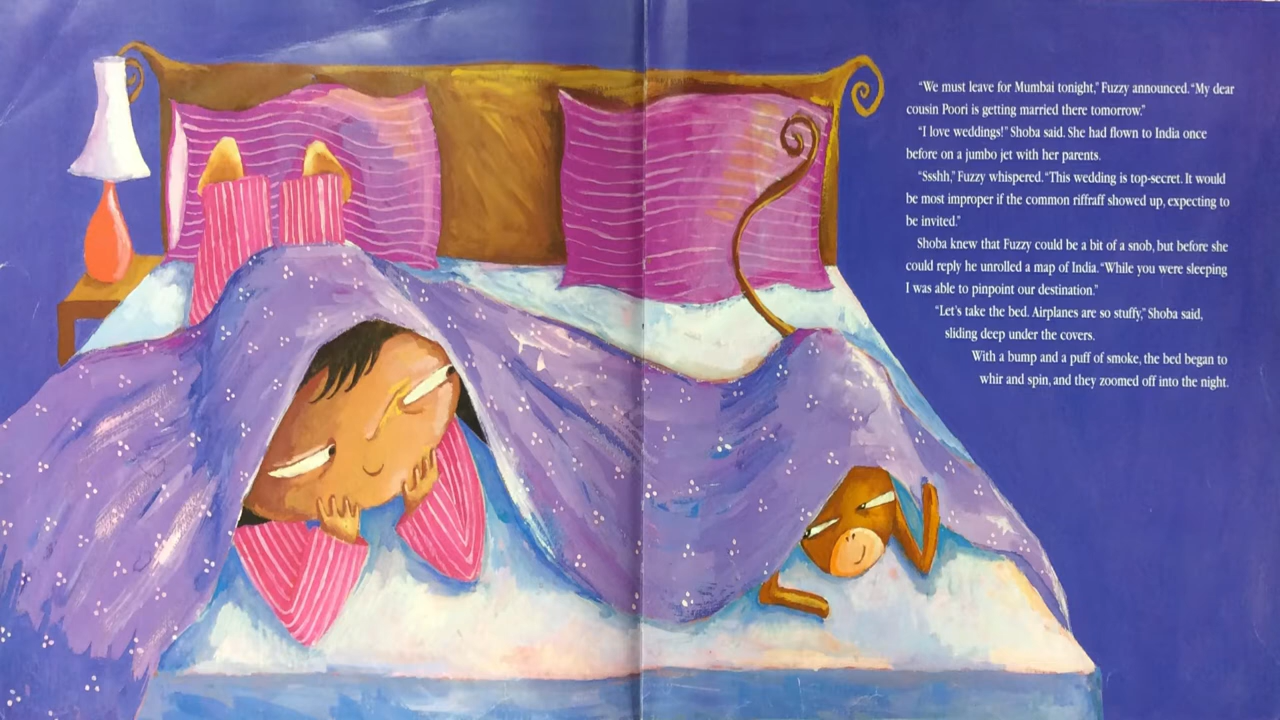 “We must leave for Mumbai tonight,” Fuzzy announced. “My dear
cousin Poori is getting married there tomorrow.”
“I love weddings!” Shoba said. She had flown to India once
before on a jumbo jet with her parents.
“Ssshh,” Fuzzy whispered. “This wedding is top-secret. It would
be most improper if the common riffraff showed up, expecting to
be invited.”
Shoba knew that Fuzzy could be a bit of a snob, but before she
could reply he unrolled a map of India. “While you were sleeping
I was able to pinpoint our destination.”
“Let’s take the bed. Airplanes are so stuffy,” Shoba said,
sliding deep under the covers.
With a bump and a puff of smoke, the bed began to
whir and spin, and they zoomed off into the night.